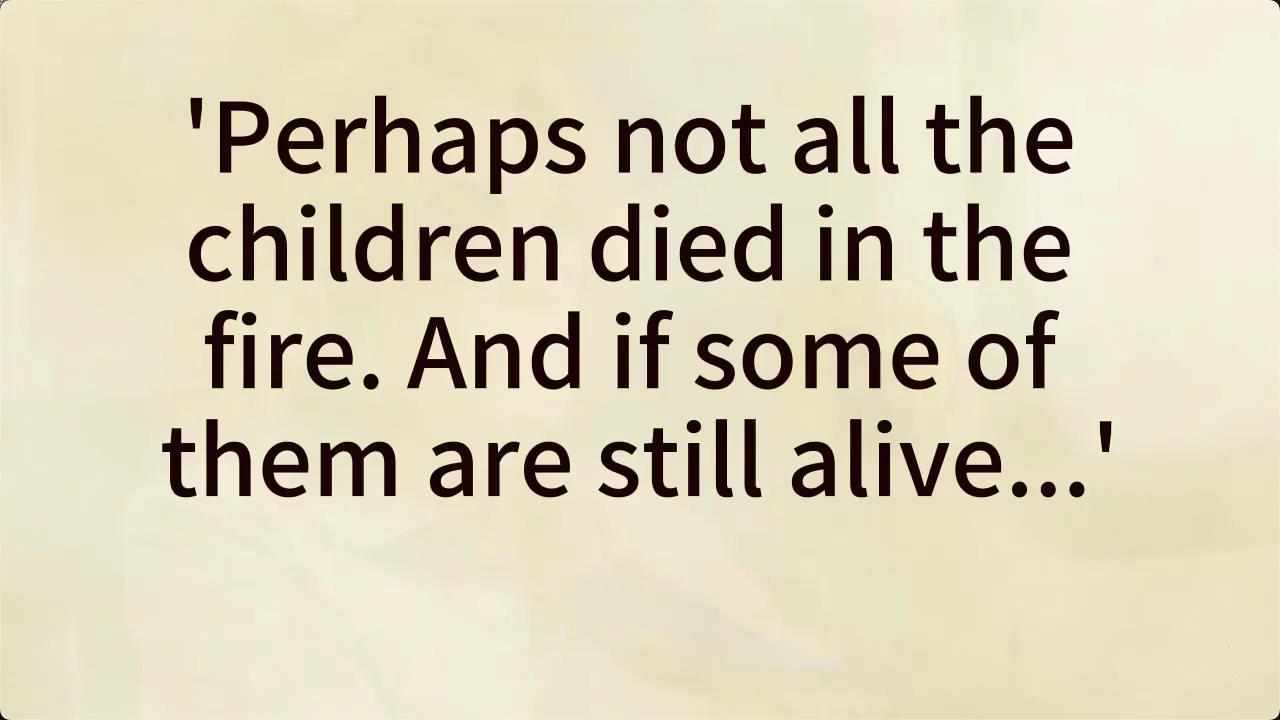 'Perhaps not all the
children died in the
fire. And if some of
them are still alive...'